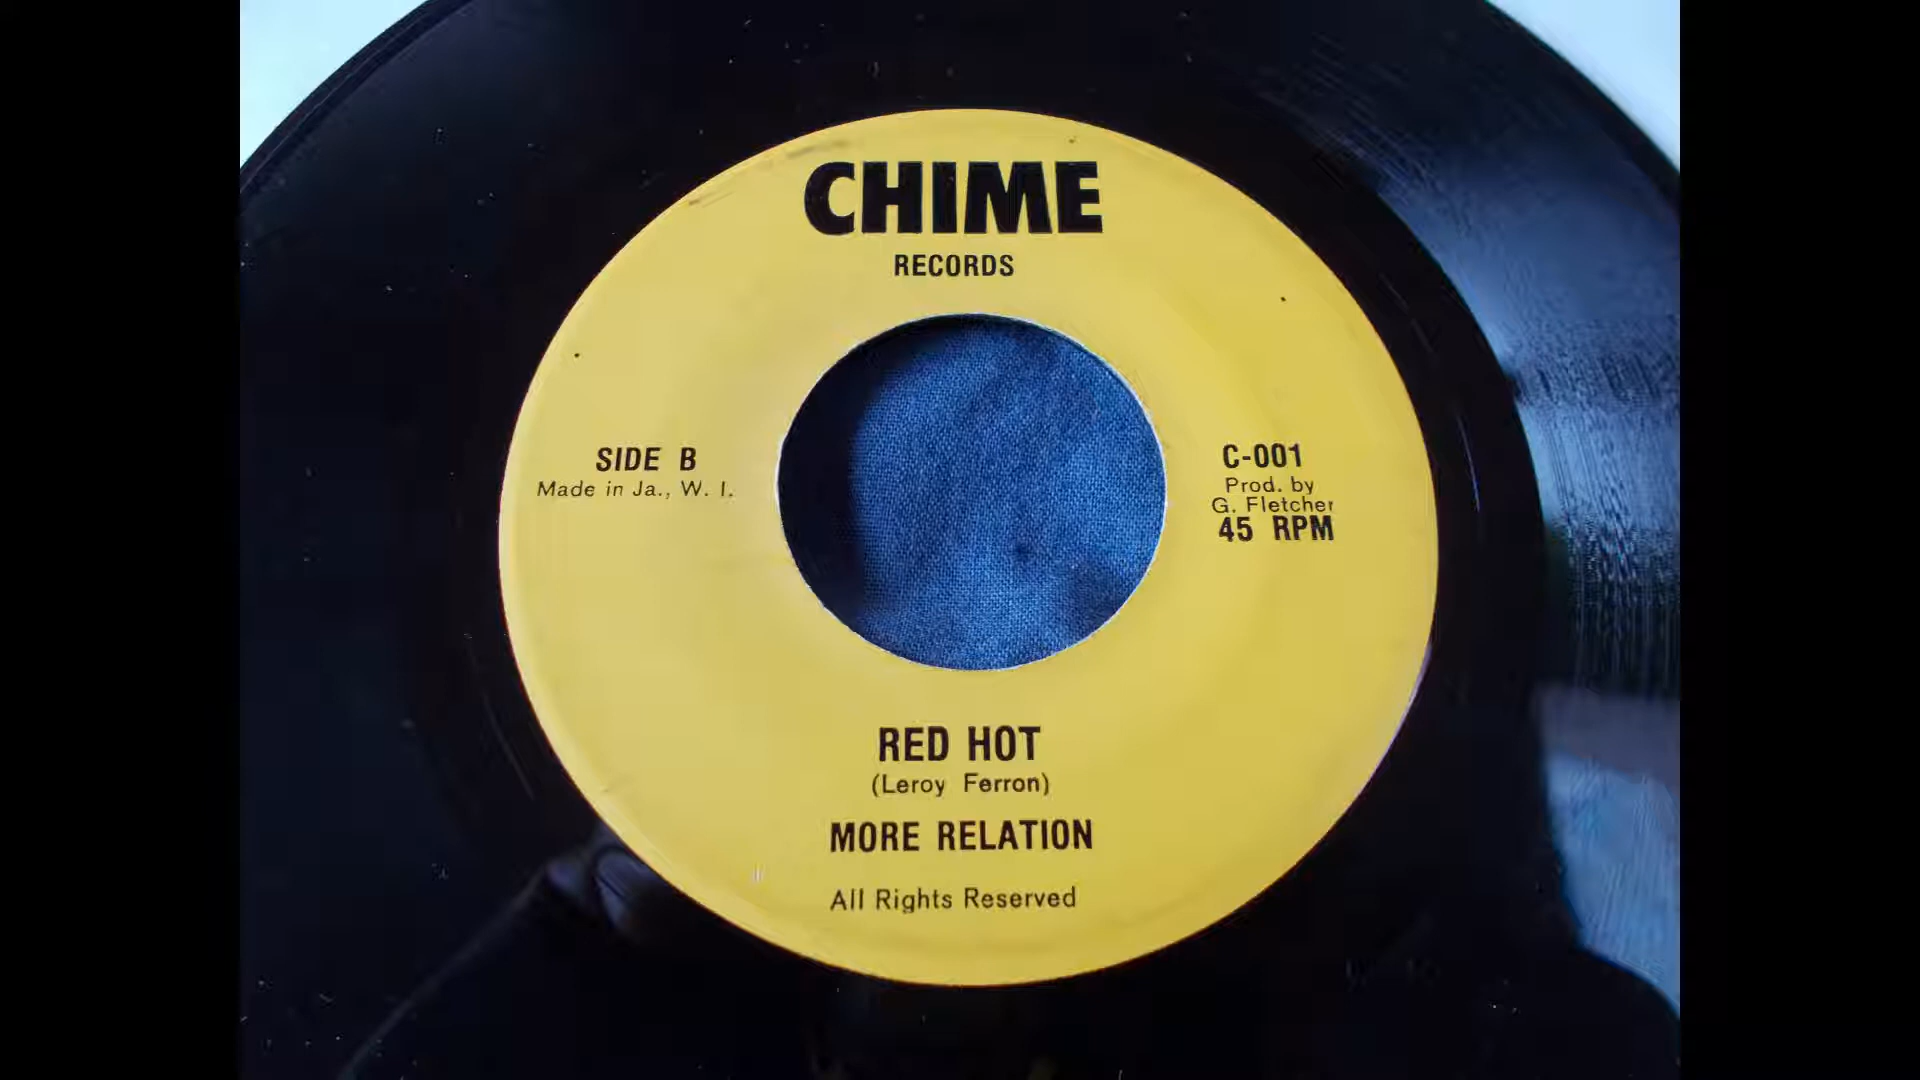 CHIME
RECORDS
SIDE B
Made in Ja., W. I.
C-001
Prod. by
G. Fletcher
45 RPM
RED HOT
(Leroy Ferron)
MORE RELATION
All Rights Reserved